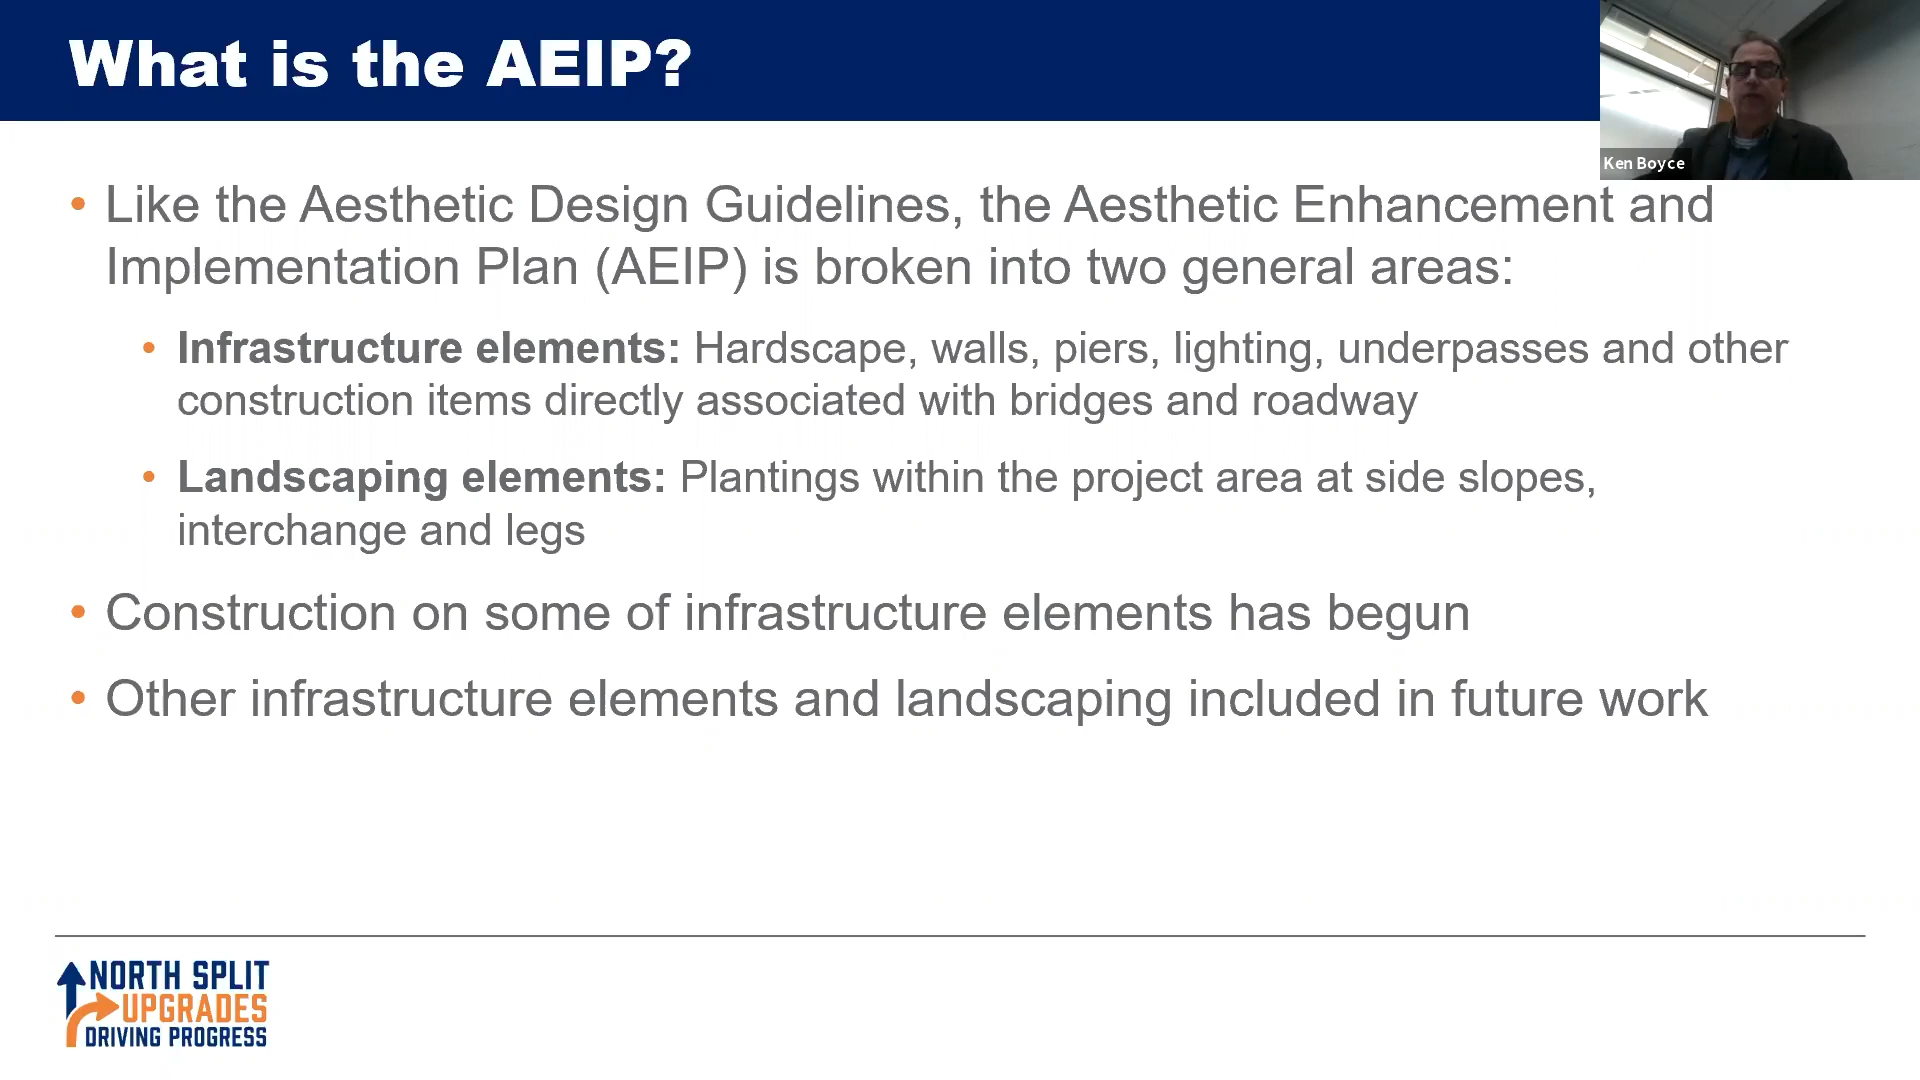 What is the AEIP?
Ken Boyce
• Like the Aesthetic Design Guidelines, the Aesthetic Enhancement and
Implementation Plan (AEIP) is broken into two general areas:
• Infrastructure elements: Hardscape, walls, piers, lighting, underpasses and other
construction items directly associated with bridges and roadway
• Landscaping elements: Plantings within the project area at side slopes,
interchange and legs
• Construction on some of infrastructure elements has begun
• Other infrastructure elements and landscaping included in future work
NORTH SPLIT
UPGRADES
DRIVING PROGRESS